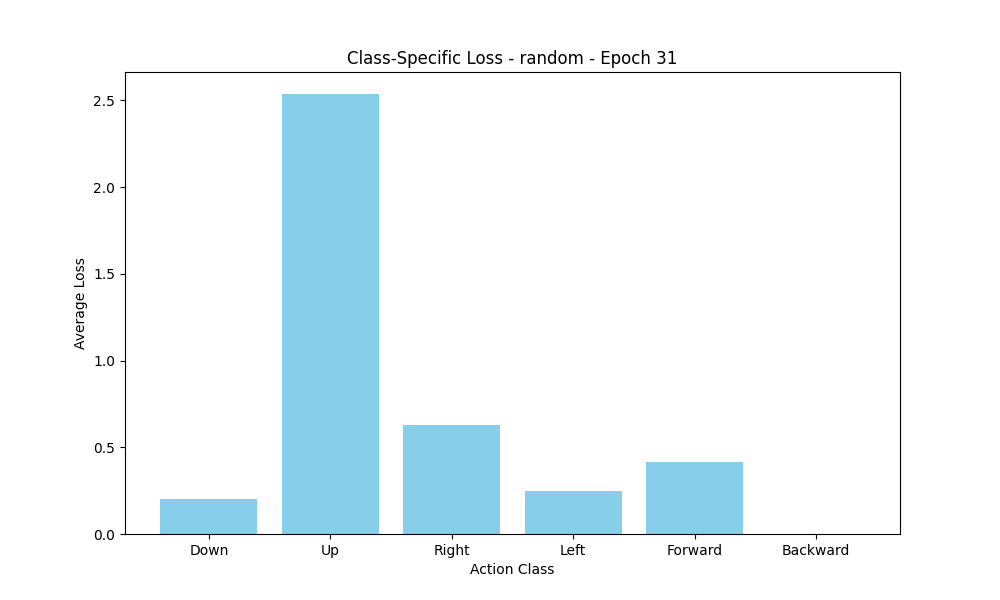 Class-Specific Loss - random - Epoch 31
2.5
2.0
1.5
1.0
0.5
0.0
Average Loss
Down Up Right Left Forward Backward
Action Class